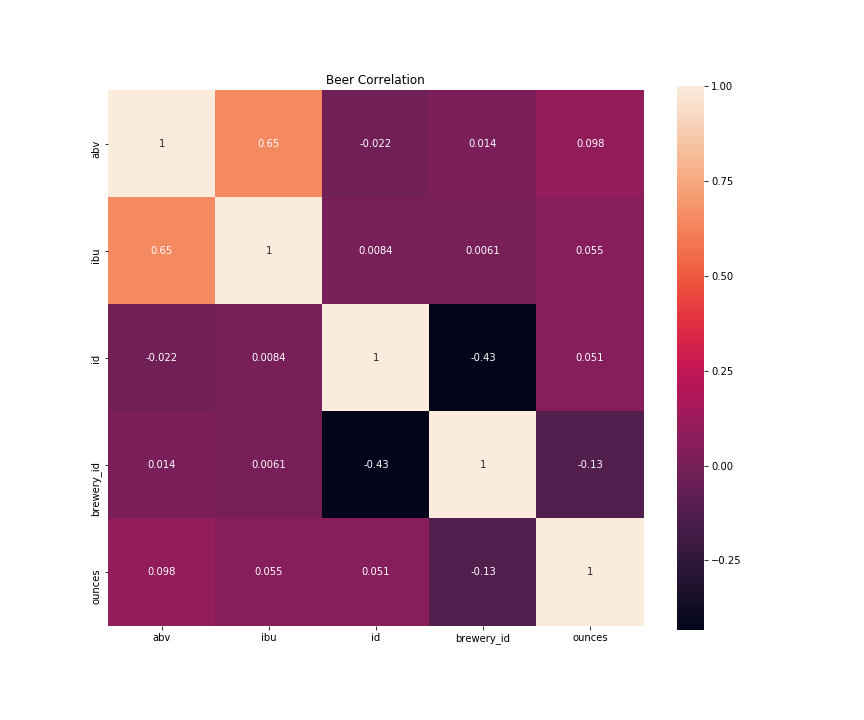 Beer Correlation
abv 1 0.65 -0.022 0.014 0.098
ibu 0.65 1 0.0084 0.0061 0.055
id -0.022 0.0084 1 -0.43 0.051
brewery_id 0.014 0.0061 -0.43 1 -0.13
ounces 0.098 0.055 0.051 -0.13 1
abv ibu id brewery_id ounces
1.00
0.75
0.50
0.25
0.00
−0.25